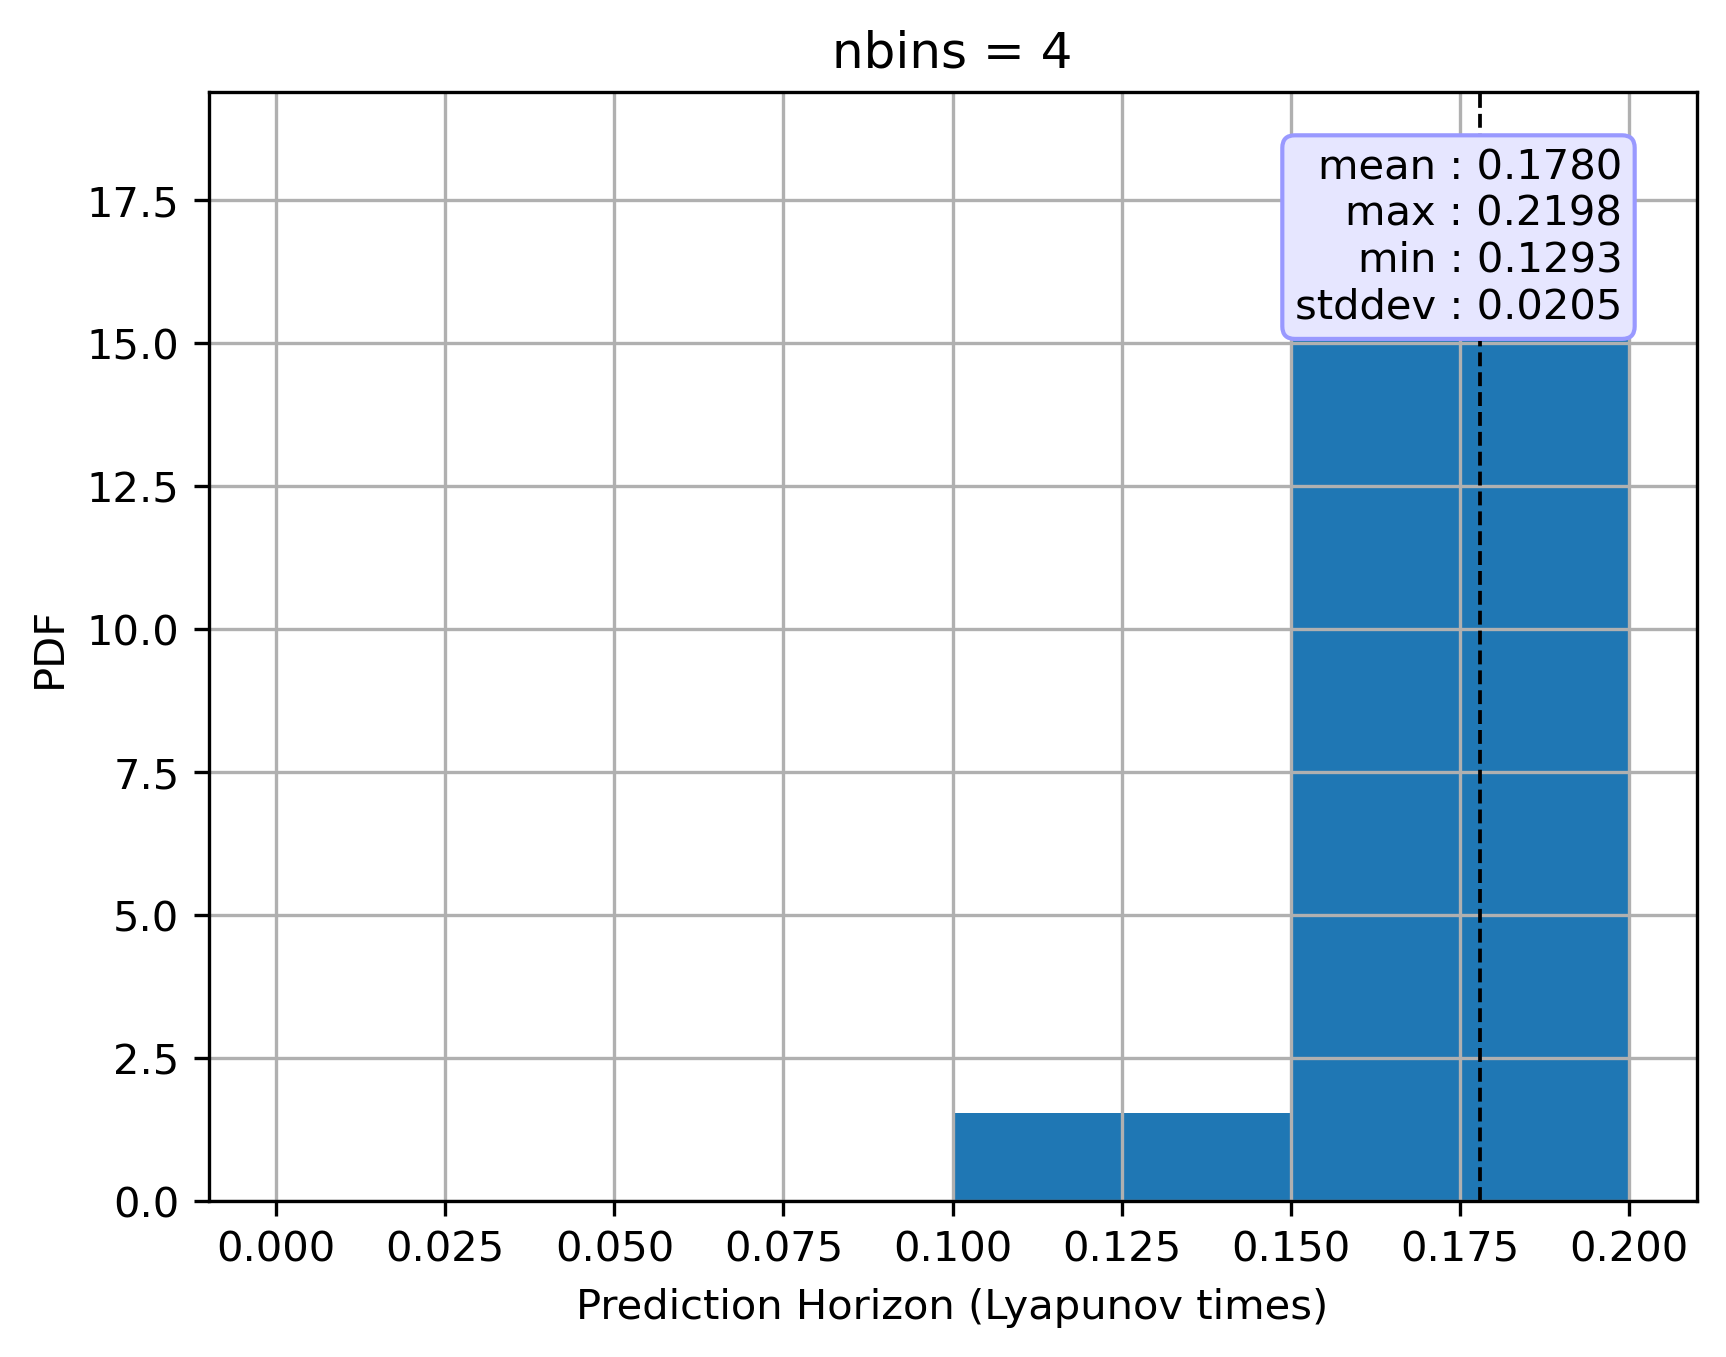 nbins = 4
mean : 0.1780
max : 0.2198
min : 0.1293
stddev : 0.0205
17.5
15.0
12.5
10.0
7.5
5.0
2.5
0.0
PDF
0.000 0.025 0.050 0.075 0.100 0.125 0.150 0.175 0.200
Prediction Horizon (Lyapunov times)